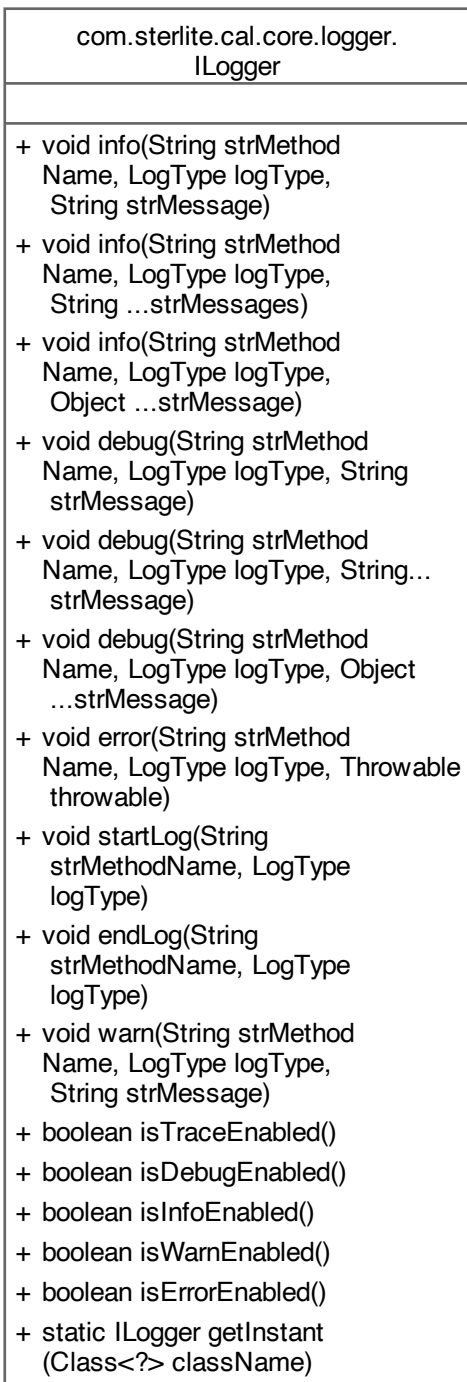 com.sterlite.cal.core.logger.
ILogger
+ void info(String strMethod
Name, LogType logType,
String strMessage)
+ void info(String strMethod
Name, LogType logType,
String ...strMessages)
+ void info(String strMethod
Name, LogType logType,
Object ...strMessage)
+ void debug(String strMethod
Name, LogType logType, String
strMessage)
+ void debug(String strMethod
Name, LogType logType, String...
strMessage)
+ void debug(String strMethod
Name, LogType logType, Object
...strMessage)
+ void error(String strMethod
Name, LogType logType, Throwable
throwable)
+ void startLog(String
strMethodName, LogType
logType)
+ void endLog(String
strMethodName, LogType
logType)
+ void warn(String strMethod
Name, LogType logType,
String strMessage)
+ boolean isTraceEnabled()
+ boolean isDebugEnabled()
+ boolean isInfoEnabled()
+ boolean isWarnEnabled()
+ boolean isErrorEnabled()
+ static ILogger getInstant
(Class<?> className)